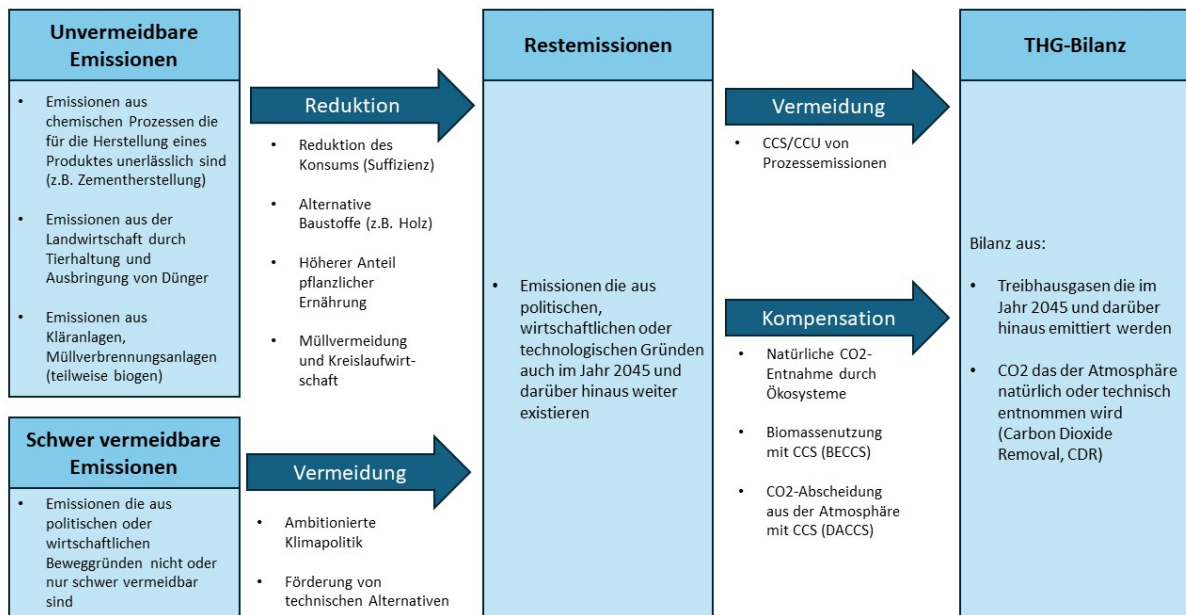 Unvermeidbare
Emissionen
• Emissionen aus
chemischen Prozessen die
für die Herstellung eines
Produktes unerlässlich sind
(z.B. Zementherstellung)
• Emissionen aus der
Landwirtschaft durch
Tierhaltung und
Ausbringung von Dünger
• Emissionen aus
Kläranlagen,
Müllverbrennungsanlagen
(teilweise biogen)
Schwer vermeidbare
Emissionen
• Emissionen die aus
politischen oder
wirtschaftlichen
Beweggründen nicht oder
nur schwer vermeidbar
sind
Reduktion
• Reduktion des
Konsums (Suffizienz)
• Alternative
Baustoffe (z.B. Holz)
• Höherer Anteil
pflanzlicher
Ernährung
• Müllvermeidung
und Kreislaufwirt-
schaft
Vermeidung
• Ambitionierte
Klimapolitik
• Förderung von
technischen Alternativen
Restemissionen
• Emissionen die aus
politischen,
wirtschaftlichen oder
technologischen Gründen
auch im Jahr 2045 und
darüber hinaus weiter
existieren
Vermeidung
• CCS/CCU von
Prozessemissionen
Kompensation
• Natürliche CO2-
Entnahme durch
Ökosysteme
• Biomassenutzung
mit CCS (BECCS)
• CO2-Abscheidung
aus der Atmosphäre
mit CCS (DACCS)
THG-Bilanz
Bilanz aus:
• Treibhausgasen die im
Jahr 2045 und darüber
hinaus emittiert werden
• CO2 das der Atmosphäre
natürlich oder technisch
entnommen wird
(Carbon Dioxide
Removal, CDR)